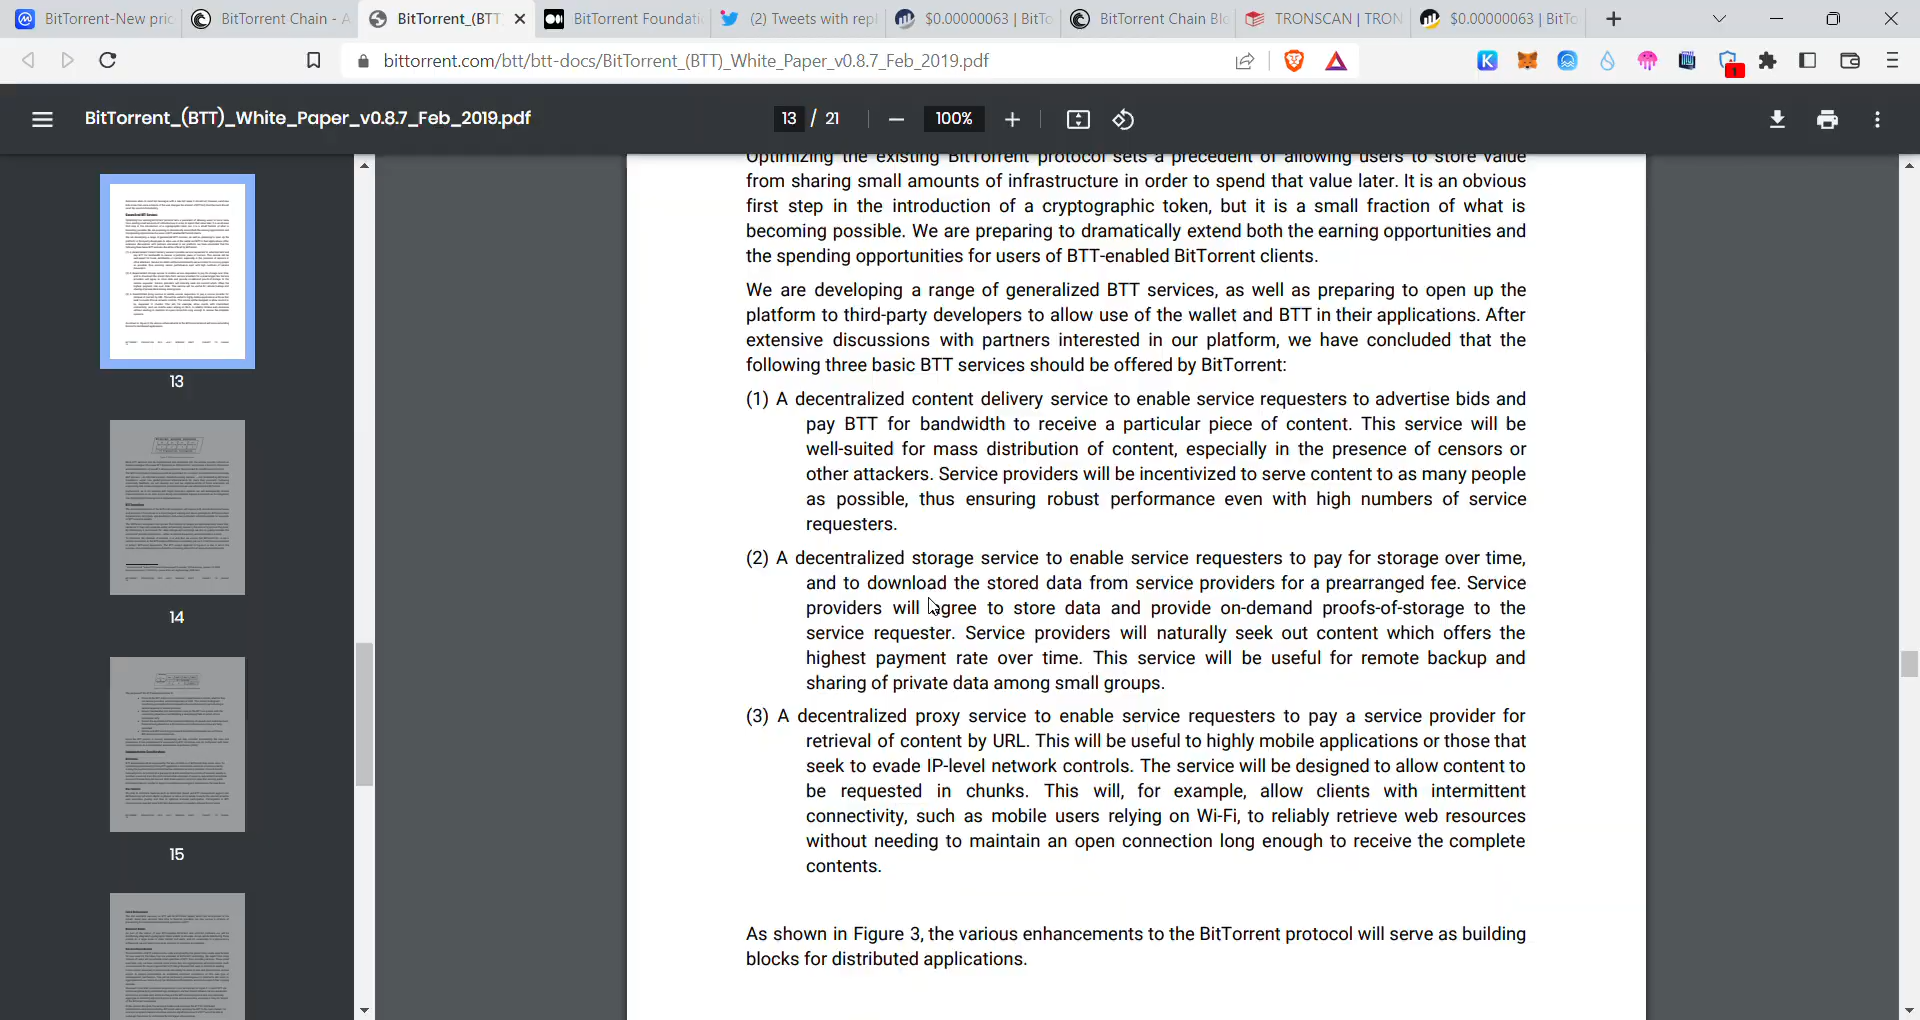 BitTorrent-New pric
BitTorrent Chain - A
BitTorrent_(BTT
BitTorrent Foundati
(2) Tweets with repl
$0.00000063 | BitTo
BitTorrent Chain Blo
TRONSCAN | TRON
$0.00000063 | BitTo
bittorrent.com/btt/btt-docs/BitTorrent_(BTT)_White_Paper_v0.8.7_Feb_2019.pdf
1
BitTorrent_(BTT)_White_Paper_v0.8.7_Feb_2019.pdf
13 / 21
100%
13
14
15
Optimizing the existing BitTorrent protocol sets a precedent of allowing users to store value
from sharing small amounts of infrastructure in order to spend that value later. It is an obvious
first step in the introduction of a cryptographic token, but it is a small fraction of what is
becoming possible. We are preparing to dramatically extend both the earning opportunities and
the spending opportunities for users of BTT-enabled BitTorrent clients.
We are developing a range of generalized BTT services, as well as preparing to open up the
platform to third-party developers to allow use of the wallet and BTT in their applications. After
extensive discussions with partners interested in our platform, we have concluded that the
following three basic BTT services should be offered by BitTorrent:
(1) A decentralized content delivery service to enable service requesters to advertise bids and
pay BTT for bandwidth to receive a particular piece of content. This service will be
well-suited for mass distribution of content, especially in the presence of censors or
other attackers. Service providers will be incentivized to serve content to as many people
as possible, thus ensuring robust performance even with high numbers of service
requesters.
(2) A decentralized storage service to enable service requesters to pay for storage over time,
and to download the stored data from service providers for a prearranged fee. Service
providers will agree to store data and provide on-demand proofs-of-storage to the
service requester. Service providers will naturally seek out content which offers the
highest payment rate over time. This service will be useful for remote backup and
sharing of private data among small groups.
(3) A decentralized proxy service to enable service requesters to pay a service provider for
retrieval of content by URL. This will be useful to highly mobile applications or those that
seek to evade IP-level network controls. The service will be designed to allow content to
be requested in chunks. This will, for example, allow clients with intermittent
connectivity, such as mobile users relying on Wi-Fi, to reliably retrieve web resources
without needing to maintain an open connection long enough to receive the complete
contents.
As shown in Figure 3, the various enhancements to the BitTorrent protocol will serve as building
blocks for distributed applications.